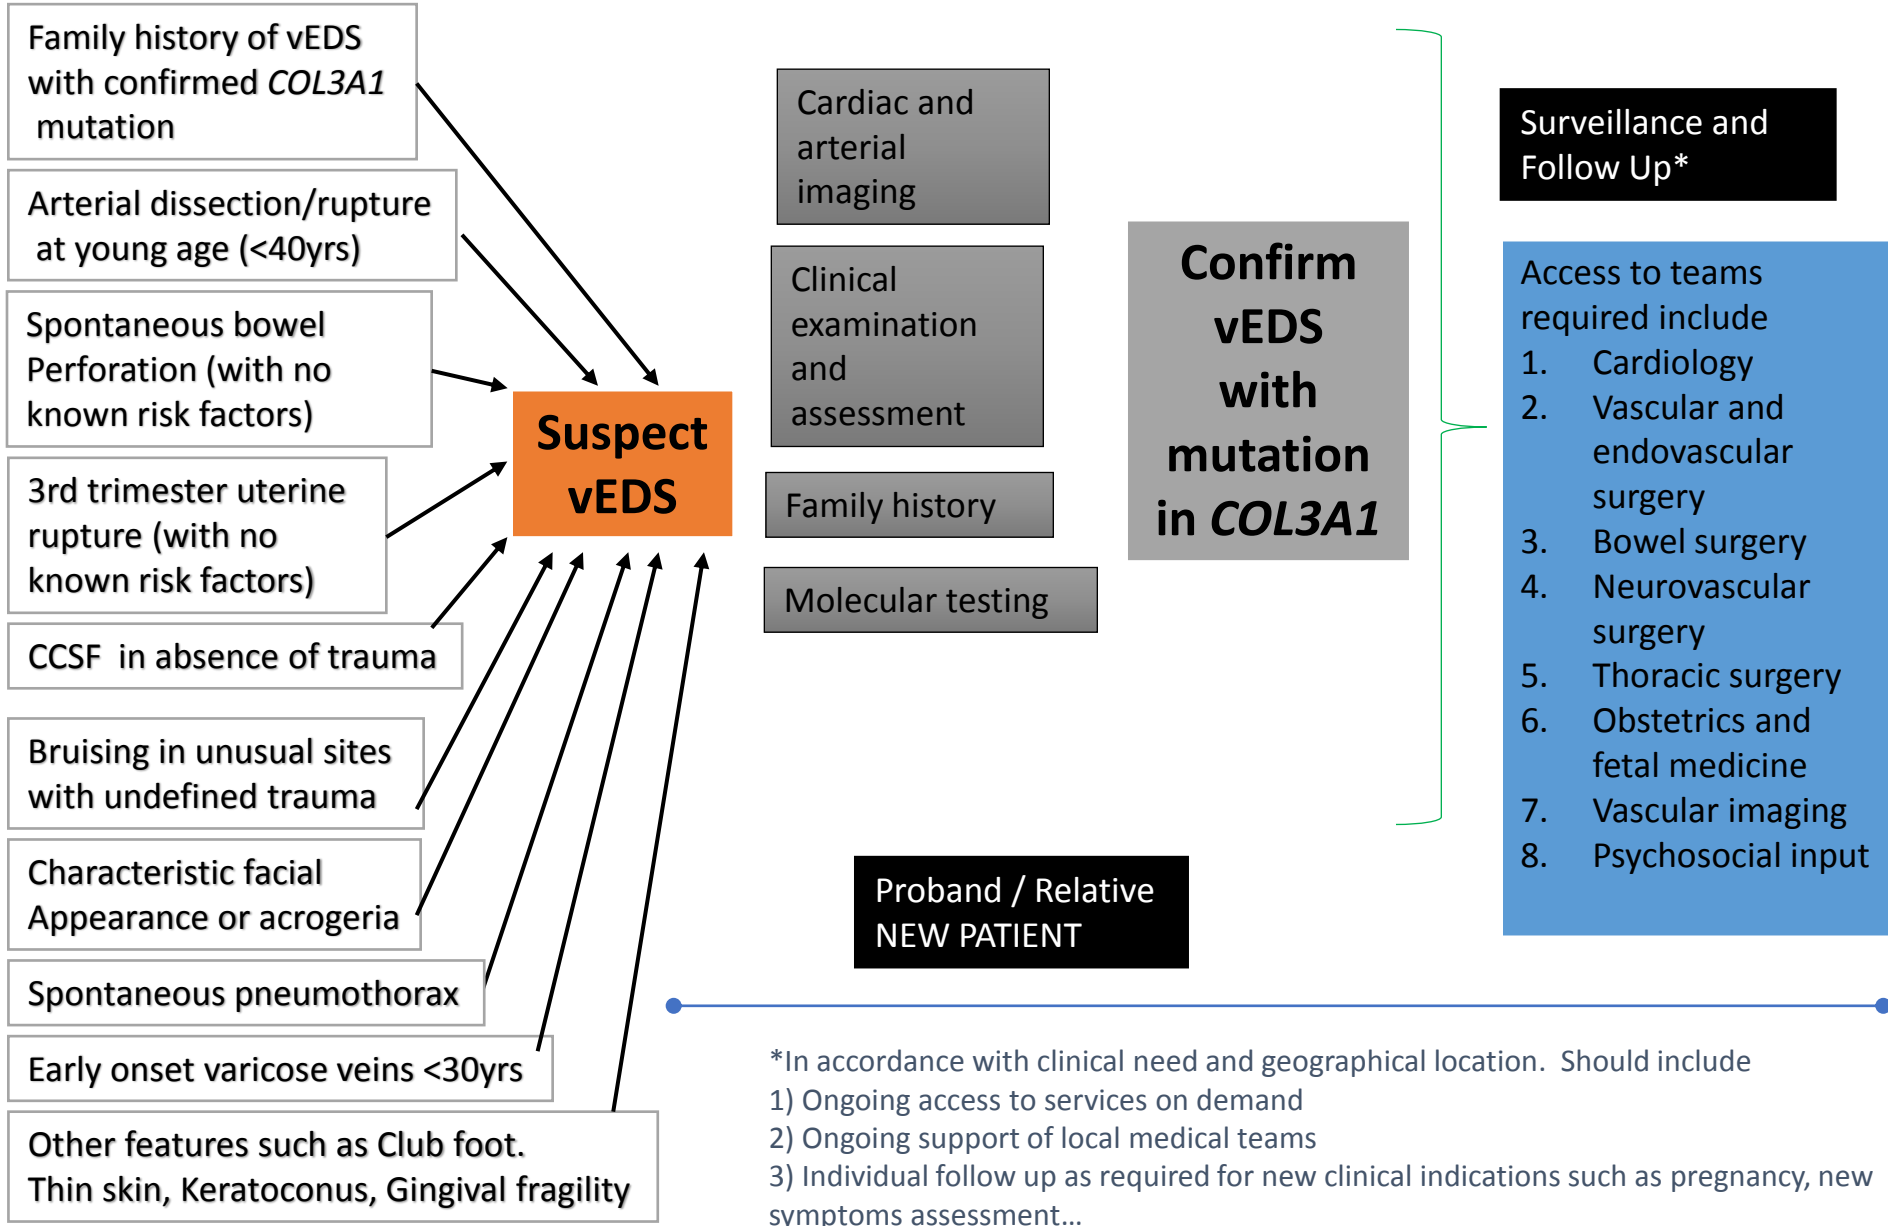 Family history of vEDS
with confirmed COL3A1
mutation
Arterial dissection/rupture
at young age (<40yrs)
Spontaneous bowel
Perforation (with no
known risk factors)
3rd trimester uterine
rupture (with no
known risk factors)
CCSF in absence of trauma
Bruising in unusual sites
with undefined trauma
Characteristic facial
Appearance or acrogeria
Spontaneous pneumothorax
Early onset varicose veins <30yrs
Other features such as Club foot.
Thin skin, Keratoconus, Gingival fragility
Suspect
vEDS
Cardiac and
arterial
imaging
Clinical
examination
and
assessment
Family history
Molecular testing
Confirm
vEDS
with
mutation
in COL3A1
Proband / Relative
NEW PATIENT
Surveillance and
Follow Up*
Access to teams
required include
1. Cardiology
2. Vascular and
endovascular
surgery
3. Bowel surgery
4. Neurovascular
surgery
5. Thoracic surgery
6. Obstetrics and
fetal medicine
7. Vascular imaging
8. Psychosocial input
*In accordance with clinical need and geographical location. Should include
1) Ongoing access to services on demand
2) Ongoing support of local medical teams
3) Individual follow up as required for new clinical indications such as pregnancy, new
symptoms assessment…